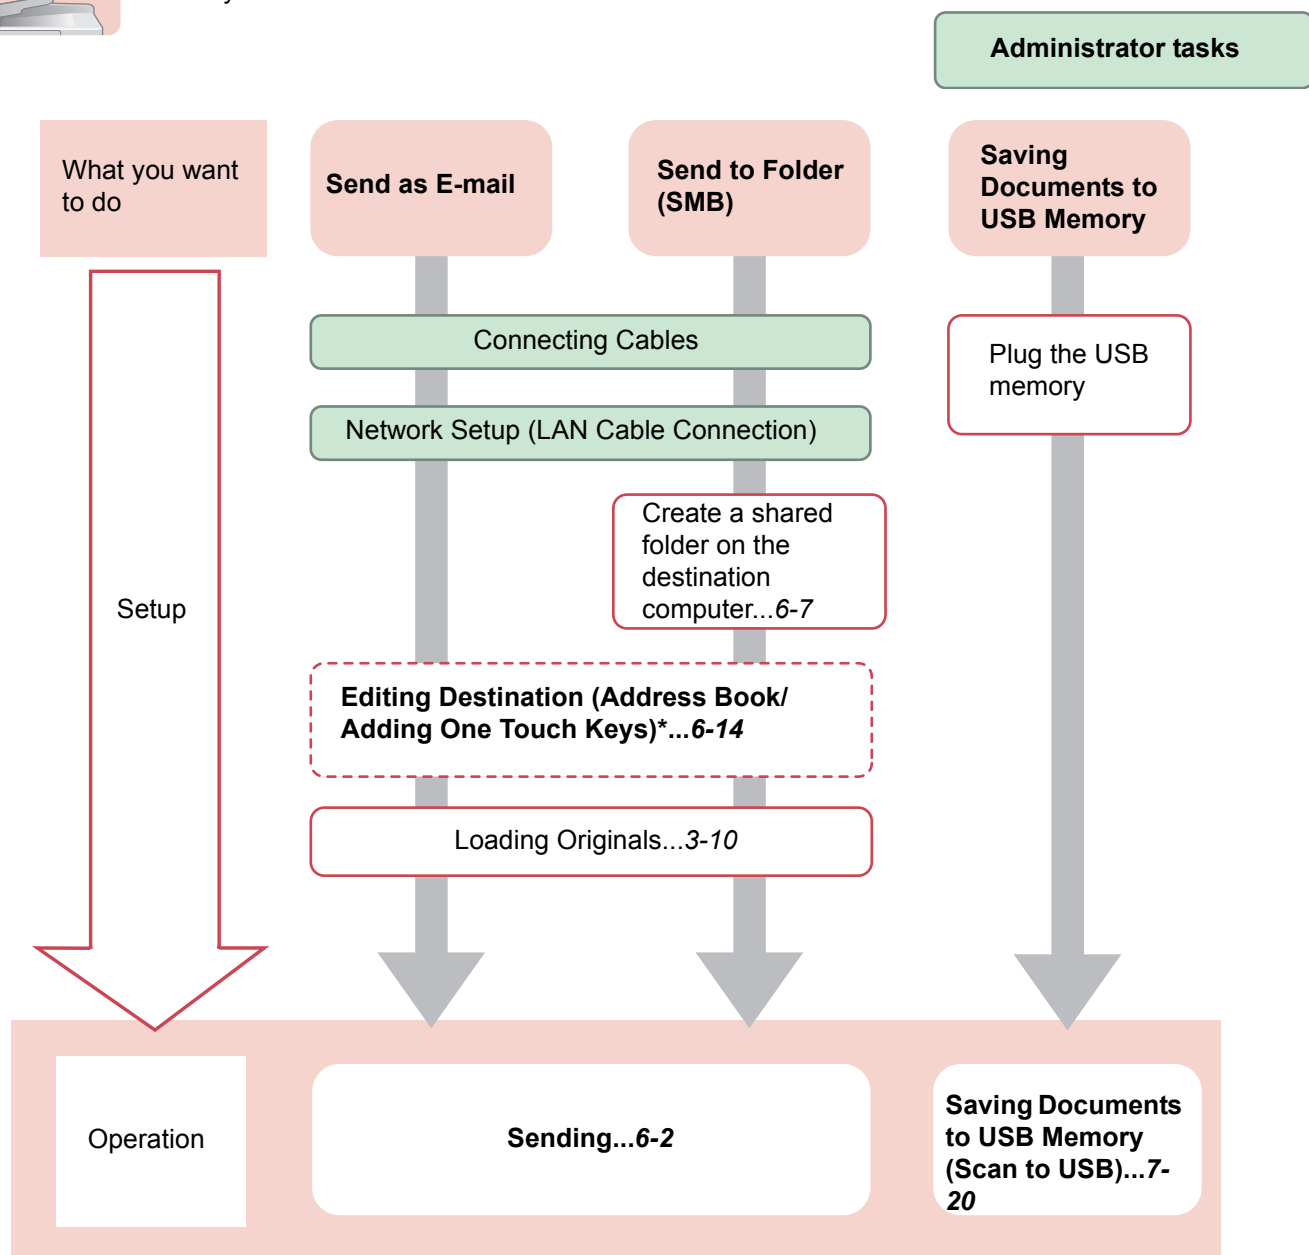 Administrator tasks
What you want
to do
Send as E-mail
Send to Folder
(SMB)
Saving
Documents to
USB Memory
Connecting Cables
Plug the USB
memory
Network Setup (LAN Cable Connection)
Create a shared
folder on the
destination
computer...6-7
Setup
Editing Destination (Address Book/
Adding One Touch Keys)*...6-14
Loading Originals...3-10
Operation
Sending...6-2
Saving Documents
to USB Memory
(Scan to USB)...7-
20